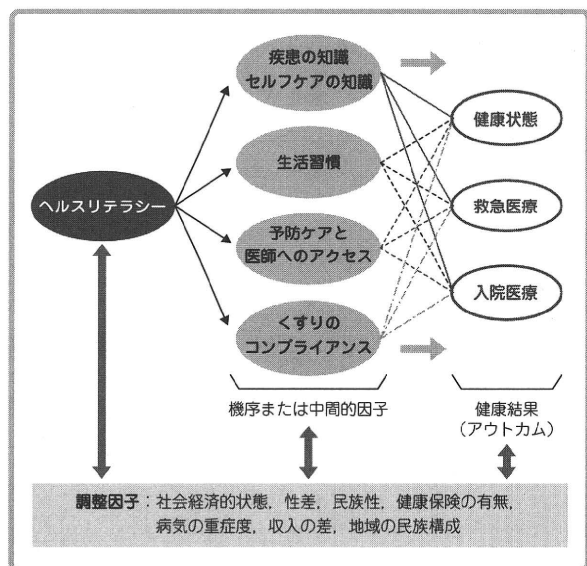 疾患の知識
セルフケアの知識
健康状態
生活習慣
ヘルスリテラシー
救急医療
予防ケアと
医師へのアクセス
入院医療
くすりの
コンプライアンス
機序または中間的因子
健康結果
(アウトカム)
調整因子：社会経済的状態，性差，民族性，健康保険の有無，
病気の重症度，収入の差，地域の民族構成